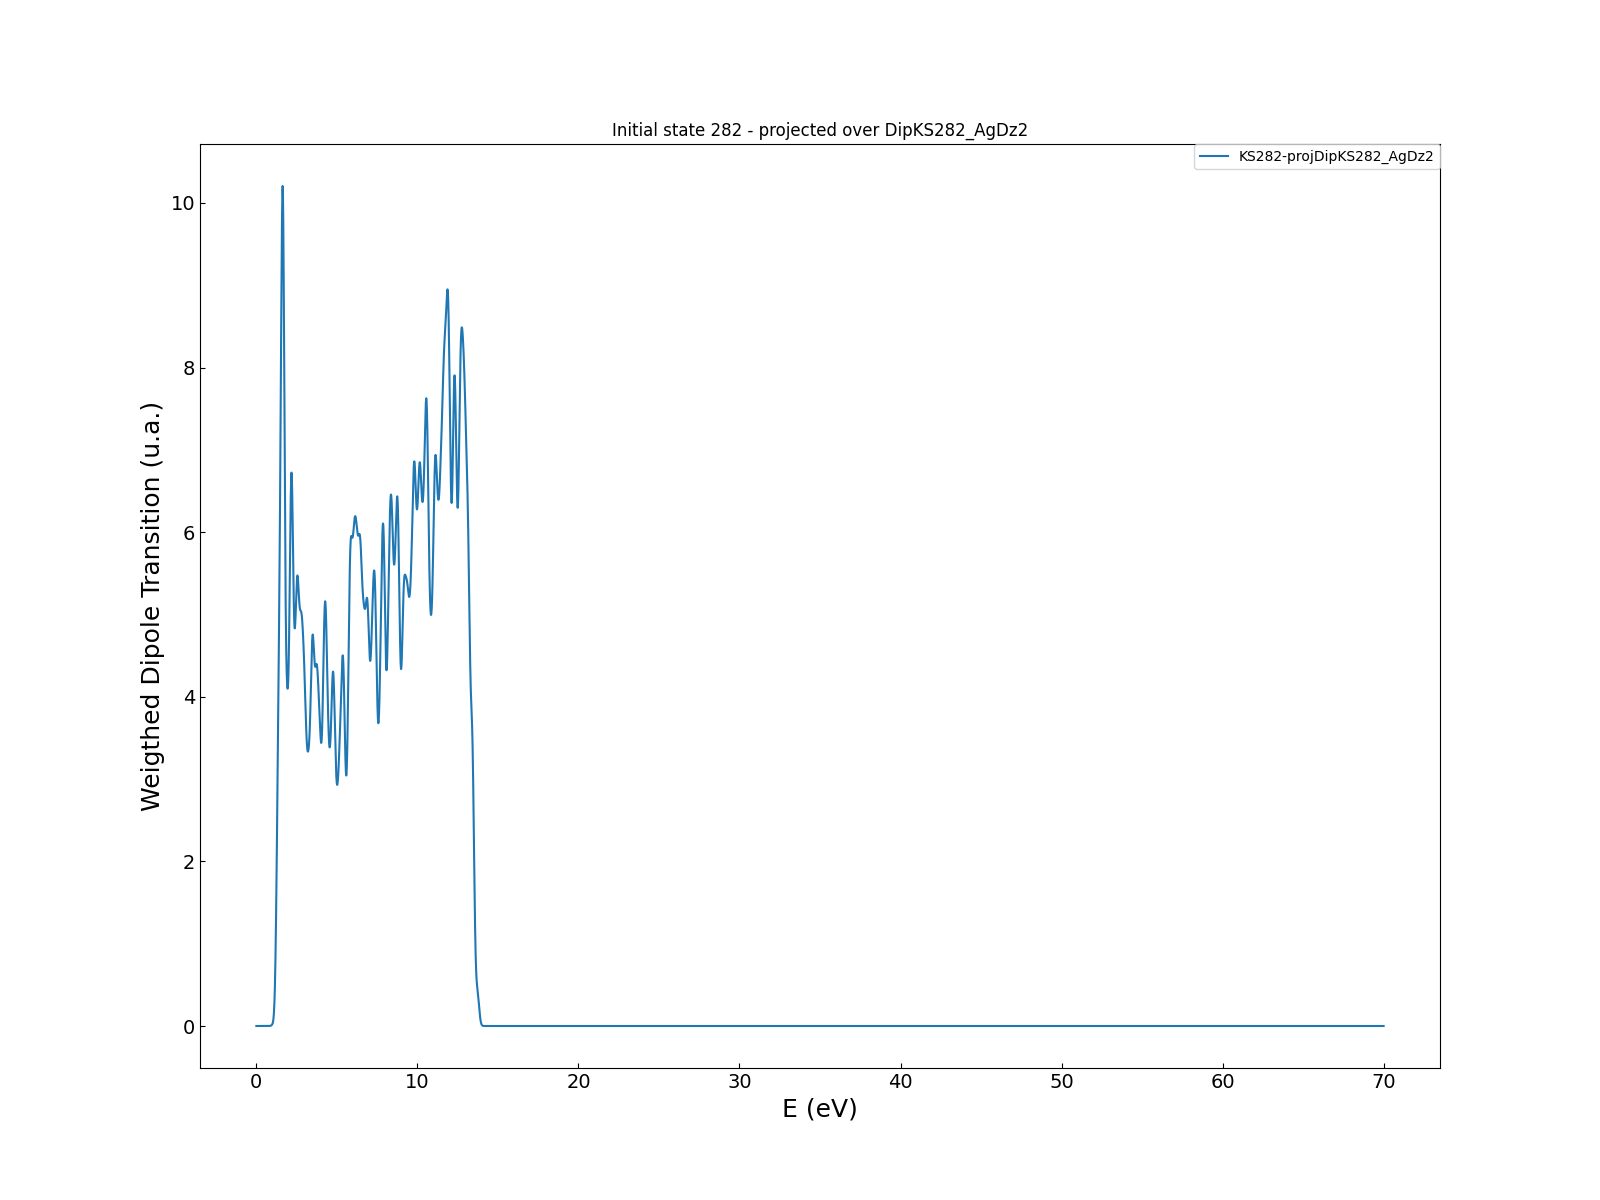 Initial state 282 - projected over DipKS282_AgDz2
KS282-projDipKS282_AgDz2
10
8
6
4
2
0
Weigthed Dipole Transition (u.a.)
0 10 20 30 40 50 60 70
E (eV)